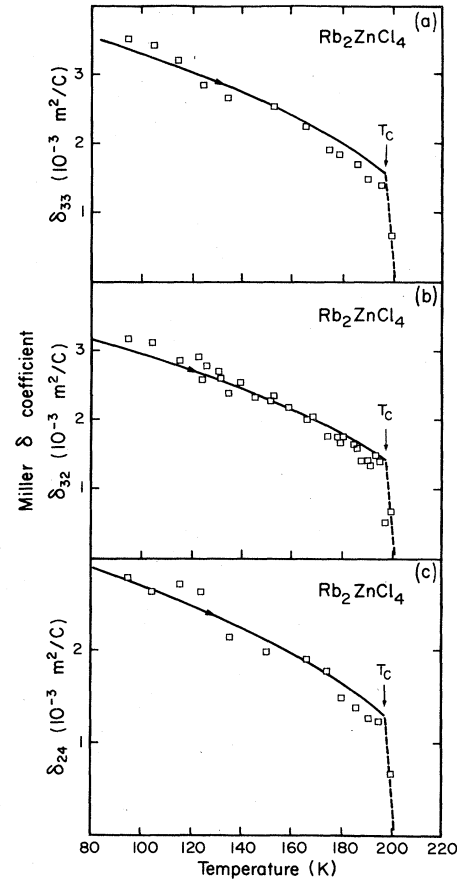 (a)
Rb2ZnCl4
3
2
1
TC
δ33 (10⁻³ m²/C)
(b)
Rb2ZnCl4
3
2
1
TC
Miller δ coefficient
δ32 (10⁻³ m²/C)
(c)
Rb2ZnCl4
2
1
TC
δ24 (10⁻³ m²/C)
80 100 120 140 160 180 200 220
Temperature (K)